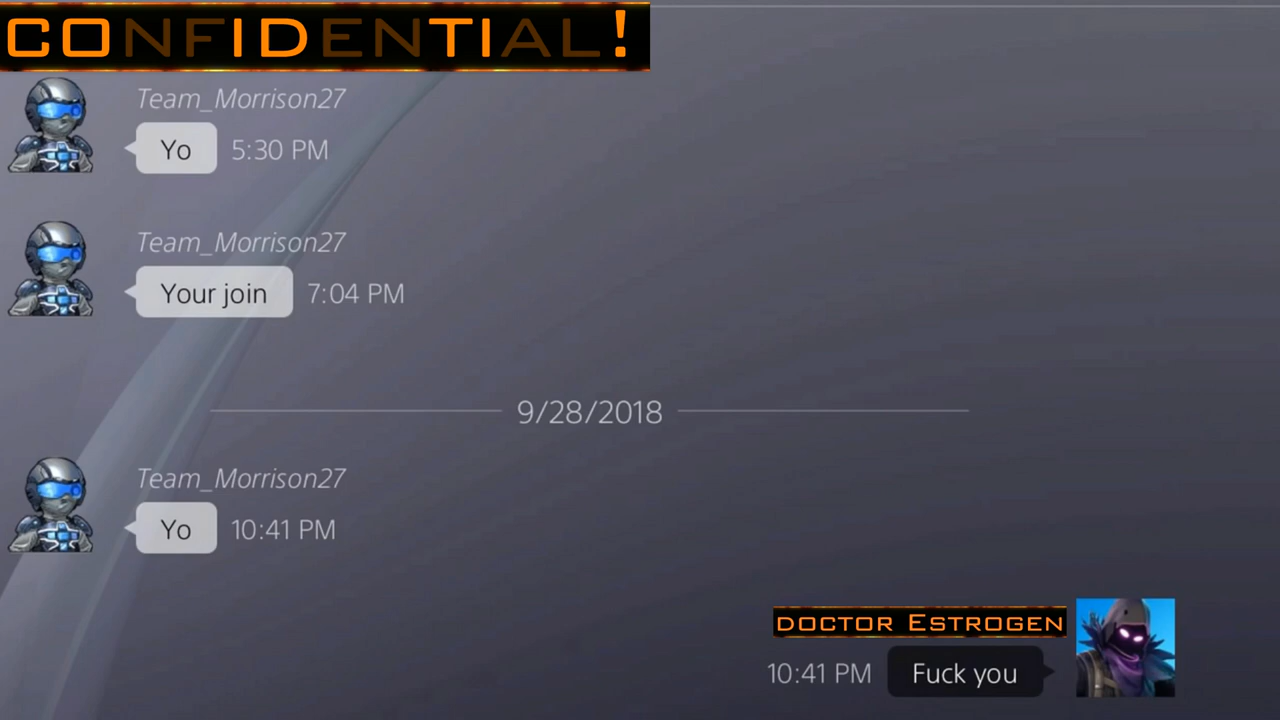 CONFIDENTIAL!
Team_Morrison27
Yo 5:30 PM
Team_Morrison27
Your join 7:04 PM
9/28/2018
Team_Morrison27
Yo 10:41 PM
DOCTOR ESTROGEN
10:41 PM Fuck you